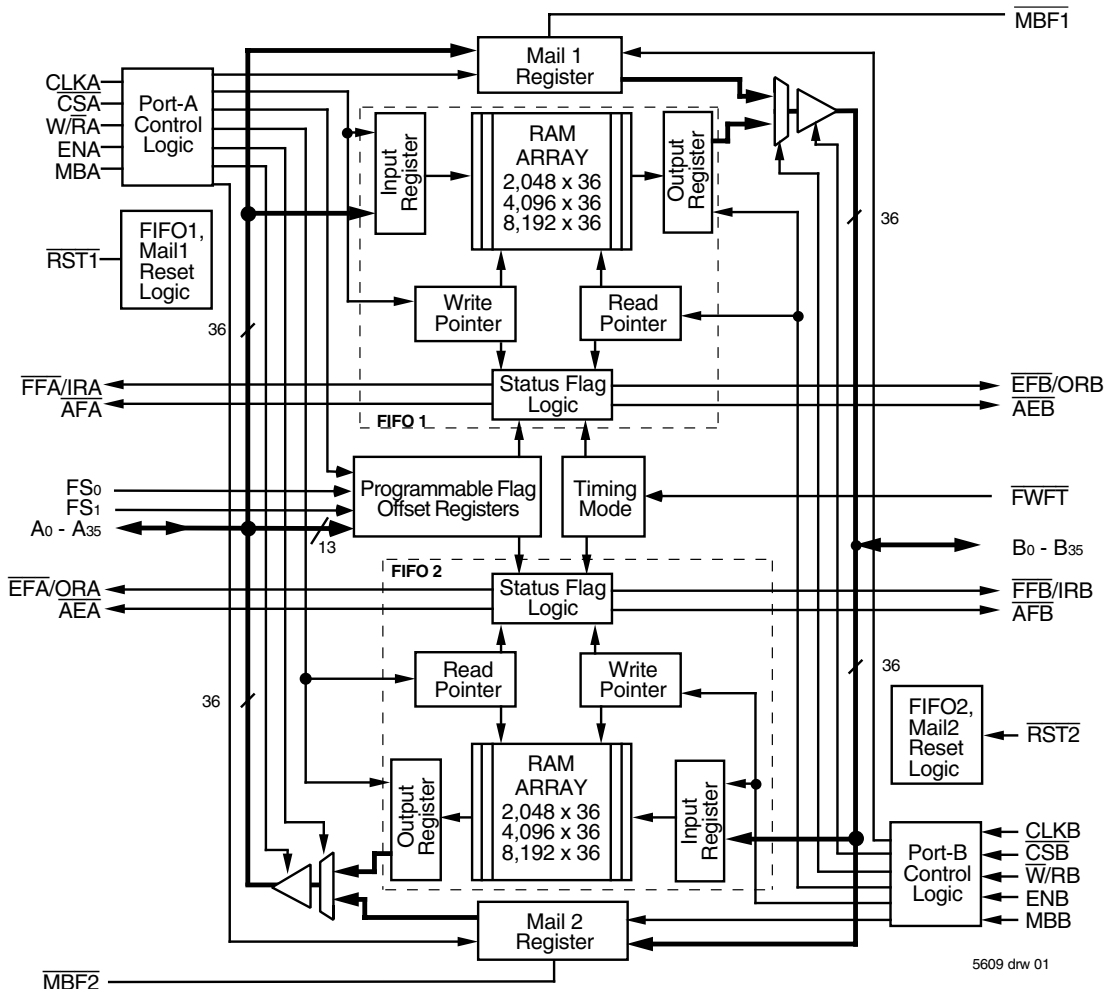 MBF1
Mail 1
Register
CLKA
CSA
W/RA
ENA
MBA
Port-A
Control
Logic
RST1
FIFO1,
Mail1
Reset
Logic
Input
Register
RAM
ARRAY
2,048 x 36
4,096 x 36
8,192 x 36
Output
Register
36
36
Write
Pointer
Read
Pointer
FFA/IRA
AFA
Status Flag
Logic
EFB/ORB
AEB
FIFO 1
FS0
FS1
A0 - A35
Programmable Flag
Offset Registers
13
Timing
Mode
FWFT
B0 - B35
FIFO 2
EFA/ORA
AEA
Status Flag
Logic
FFB/IRB
AFB
Read
Pointer
Write
Pointer
36
36
FIFO2,
Mail2
Reset
Logic
RST2
Output
Register
RAM
ARRAY
2,048 x 36
4,096 x 36
8,192 x 36
Input
Register
Port-B
Control
Logic
CLKB
CSB
W/RB
ENB
MBB
Mail 2
Register
MBF2
5609 drw 01